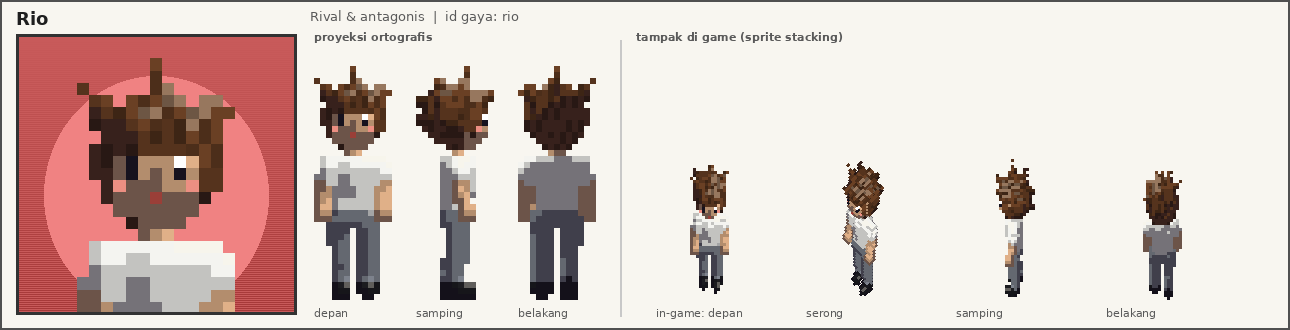 Rio
Rival & antagonis | id gaya: rio
proyeksi ortografis
tampak di game (sprite stacking)
depan
samping
belakang
in-game: depan
serong
samping
belakang